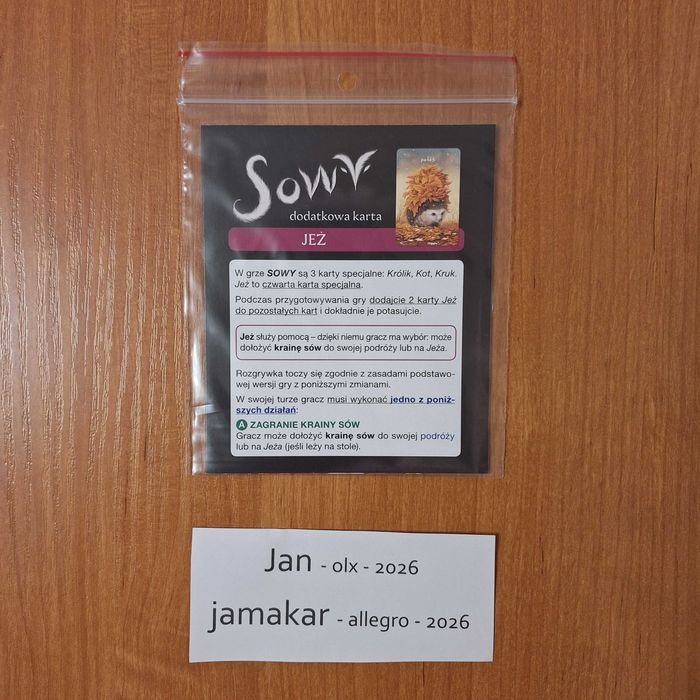 Sowy
dodatkowa karta
JEŻ
W grze SOWY są 3 karty specjalne: Królik, Kot, Kruk.
Jeż to czwarta karta specjalna.
Podczas przygotowywania gry dodajcie 2 karty Jeż
do pozostałych kart i dokładnie je potasujcie.
Jeż służy pomocą – dzięki niemu gracz ma wybór: może
dołożyć krainę sów do swojej podróży lub na Jeża.
Rozgrywka toczy się zgodnie z zasadami podstawo-
wej wersji gry z poniższymi zmianami.
W swojej turze gracz musi wykonać jedno z poniż-
szych działań:
A ZAGRANIE KRAINY SÓW
Gracz może dołożyć krainę sów do swojej podróży
lub na Jeża (jeśli leży na stole).
Jan - olx - 2026
jamakar - allegro - 2026